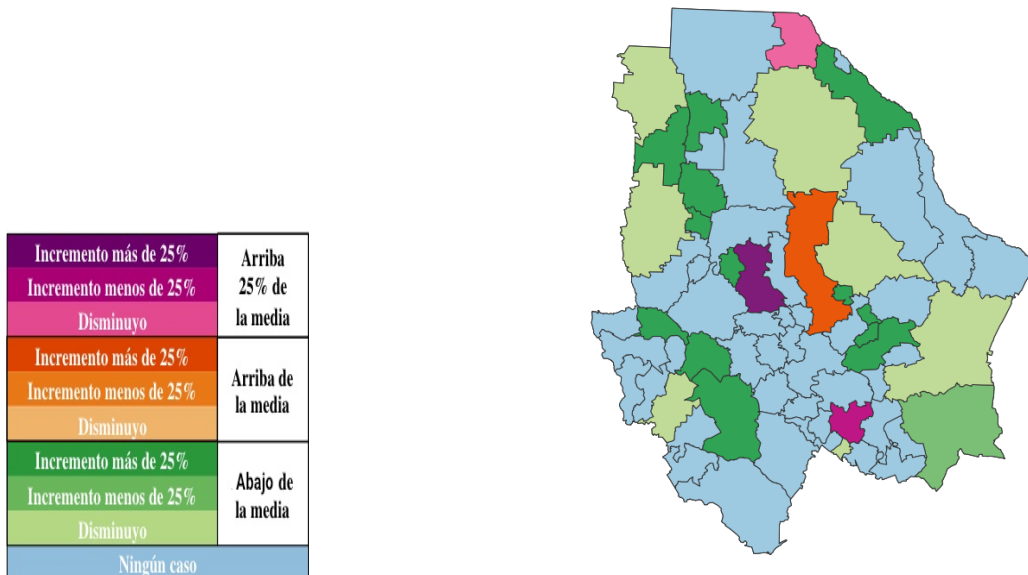 Incremento más de 25%
Incremento menos de 25%
Disminuyo
Arriba
25% de
la media
Incremento más de 25%
Incremento menos de 25%
Disminuyo
Arriba de
la media
Incremento más de 25%
Incremento menos de 25%
Disminuyo
Abajo de
la media
Ningún caso